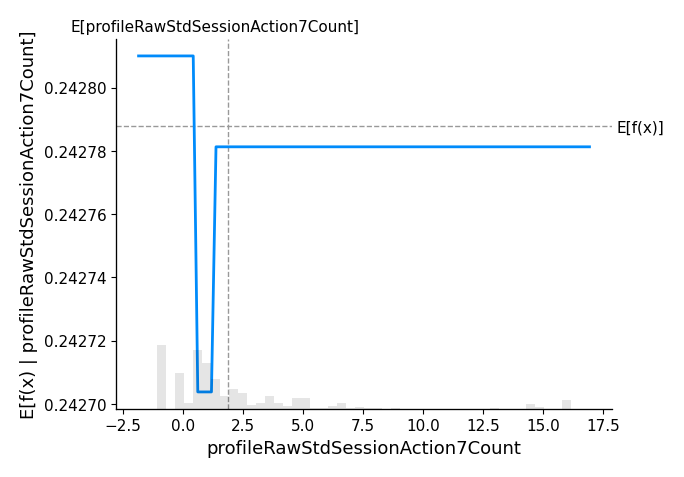 E[profileRawStdSessionAction7Count]
E[f(x) | profileRawStdSessionAction7Count]
0.24280
0.24278
0.24276
0.24274
0.24272
0.24270
E[f(x)]
−2.5 0.0 2.5 5.0 7.5 10.0 12.5 15.0 17.5
profileRawStdSessionAction7Count